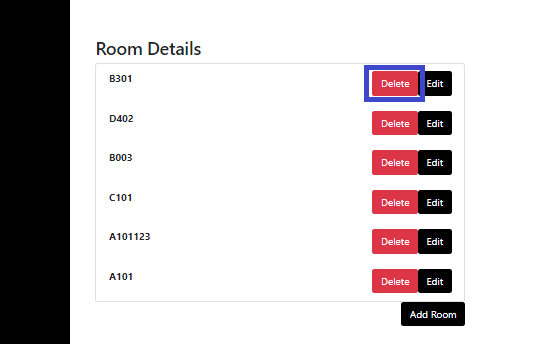 Room Details
B301 Delete Edit
D402 Delete Edit
B003 Delete Edit
C101 Delete Edit
A101123 Delete Edit
A101 Delete Edit
Add Room